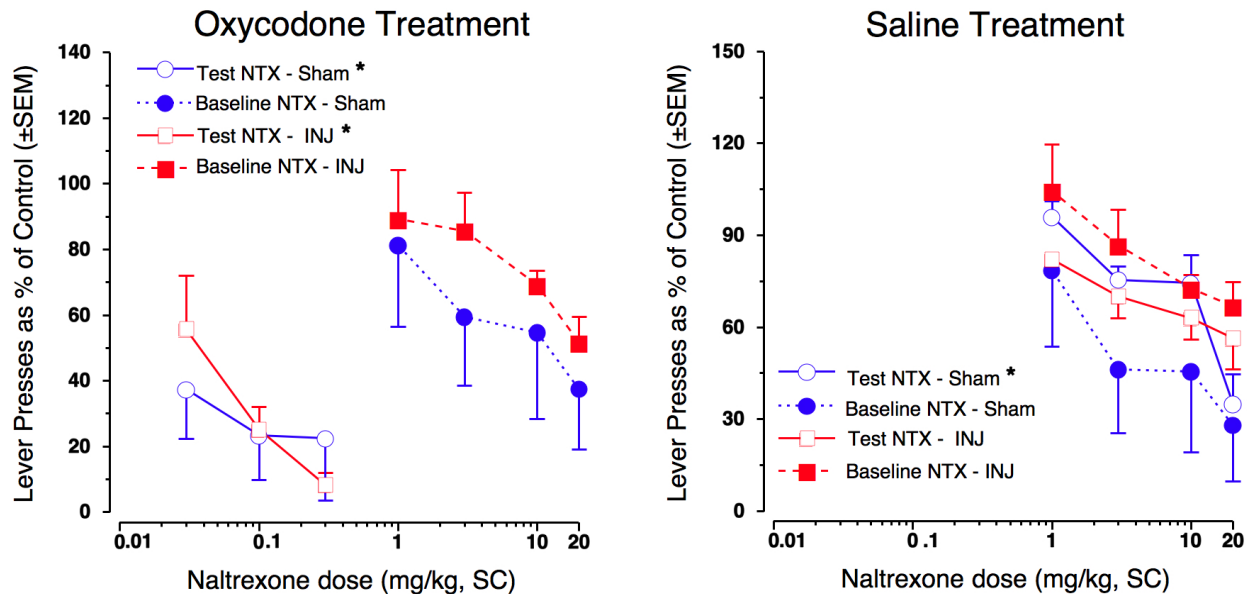 Oxycodone Treatment
Lever Presses as % of Control (±SEM)
140
120
100
80
60
40
20
0
Test NTX - Sham *
Baseline NTX - Sham
Test NTX - INJ *
Baseline NTX - INJ
0.01 0.1 1 10 20
Naltrexone dose (mg/kg, SC)
Saline Treatment
Lever Presses as % of Control (±SEM)
150
120
90
60
30
0
Test NTX - Sham *
Baseline NTX - Sham
Test NTX - INJ
Baseline NTX - INJ
0.01 0.1 1 10 20
Naltrexone dose (mg/kg, SC)